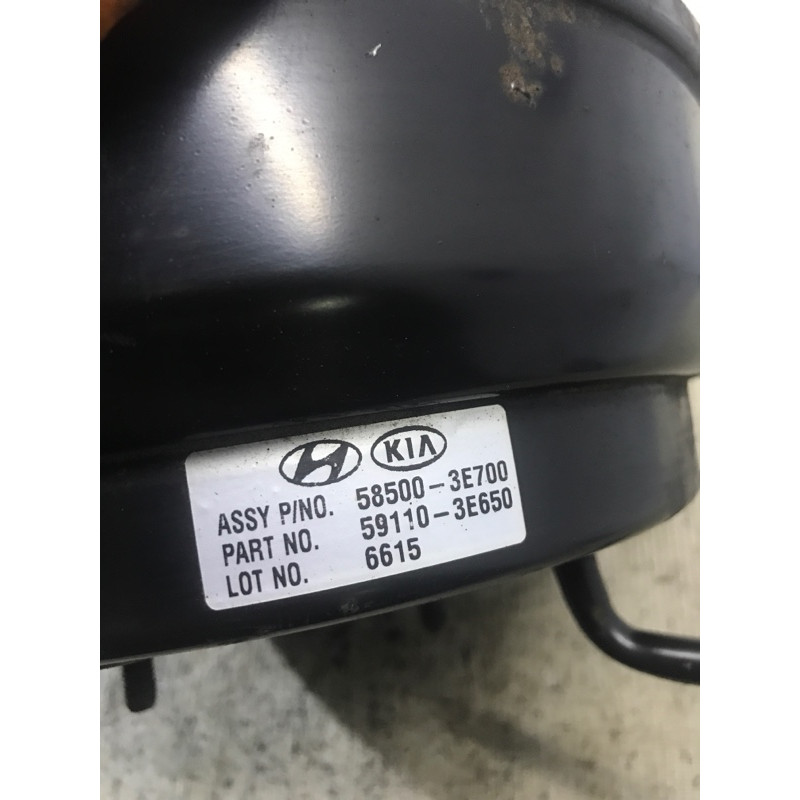 KIA
ASSY P/NO. 58500-3E700
PART NO. 59110-3E650
LOT NO. 6615